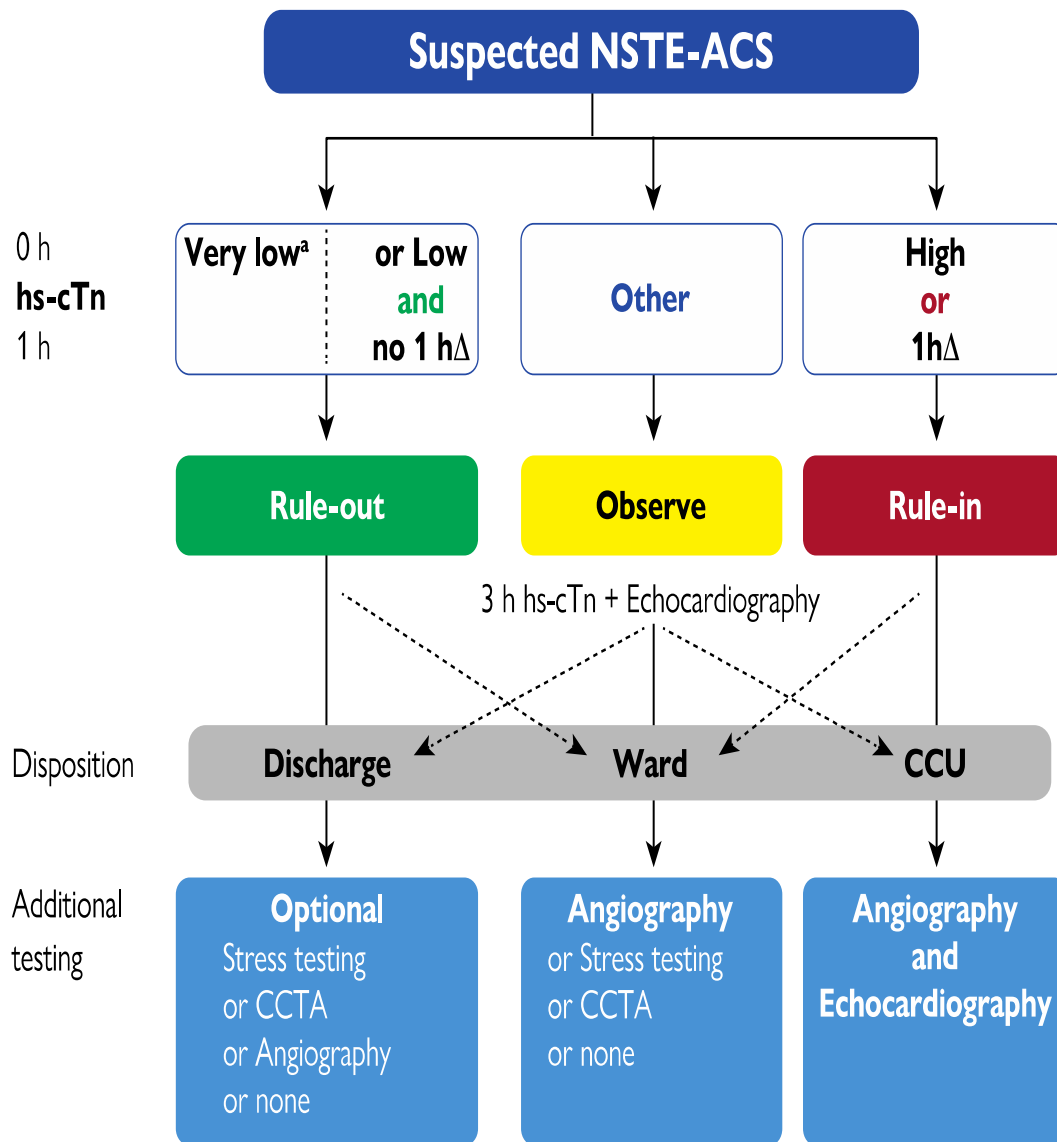 Suspected NSTE-ACS
0 h
hs-cTn
1 h
Very lowᵃ
or Low
and
no 1 hΔ
Other
High
or
1hΔ
Rule-out
Observe
Rule-in
3 h hs-cTn + Echocardiography
Disposition
Discharge
Ward
CCU
Additional
testing
Optional
Stress testing
or CCTA
or Angiography
or none
Angiography
or Stress testing
or CCTA
or none
Angiography
and
Echocardiography